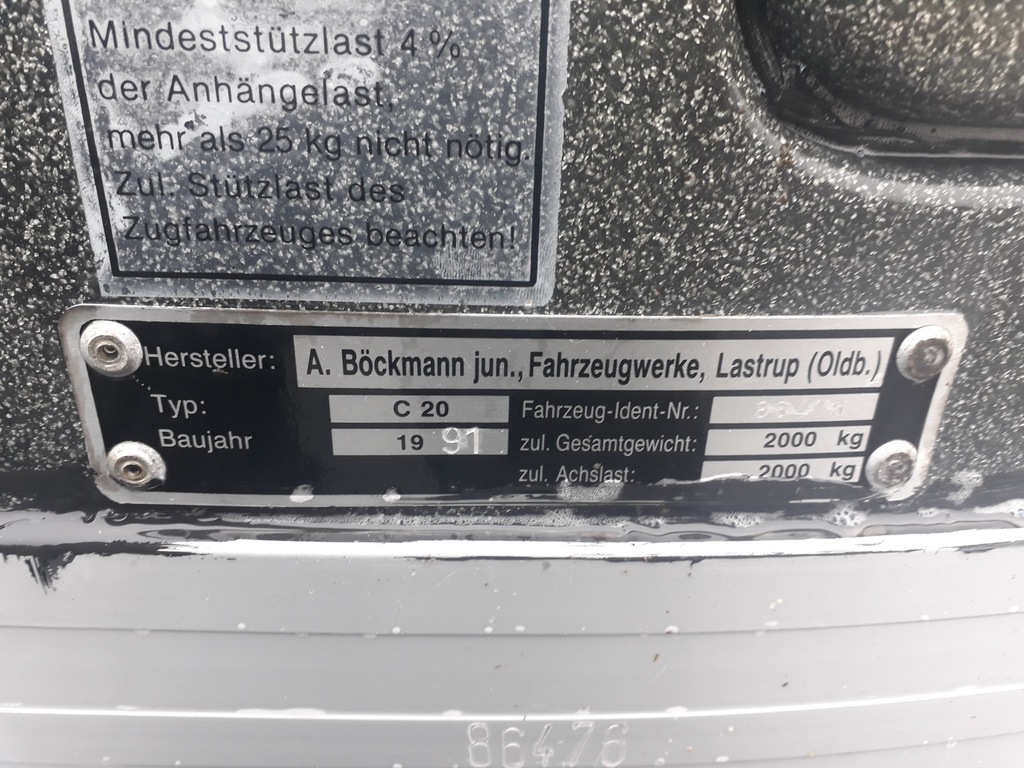 Mindeststützlast 4 %
der Anhängelast,
mehr als 25 kg nicht nötig.
Zul. Stützlast des
Zugfahrzeuges beachten!
Hersteller: A. Böckmann jun., Fahrzeugwerke, Lastrup (Oldb.)
Typ: C 20 Fahrzeug-Ident-Nr.:
Baujahr 19 91 zul. Gesamtgewicht: 2000 kg
zul. Achslast: 2000 kg
86476